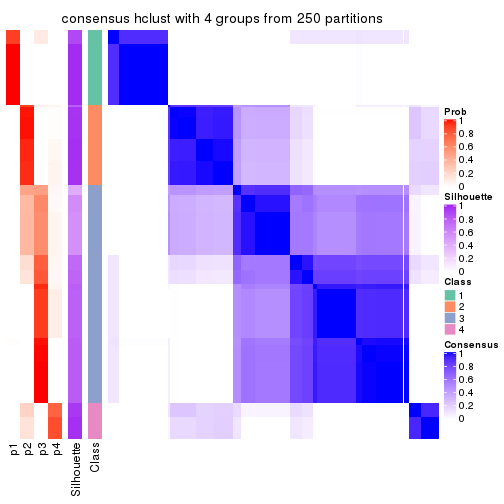 consensus hclust with 4 groups from 250 partitions
Prob
1
0.8
0.6
0.4
0.2
0
Silhouette
1
0.8
0.6
0.4
0.2
0
Class
1
2
3
4
Consensus
1
0.8
0.6
0.4
0.2
0
p1
p2
p3
p4
Silhouette
Class